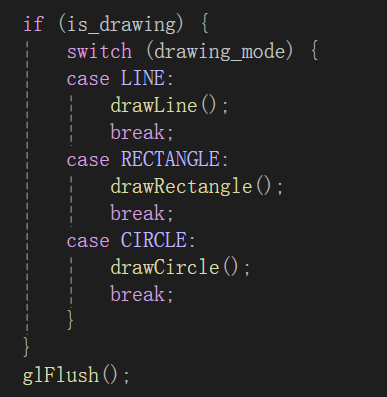 if (is_drawing) {
    switch (drawing_mode) {
    case LINE:
        drawLine();
        break;
    case RECTANGLE:
        drawRectangle();
        break;
    case CIRCLE:
        drawCircle();
        break;
    }
}
glFlush();